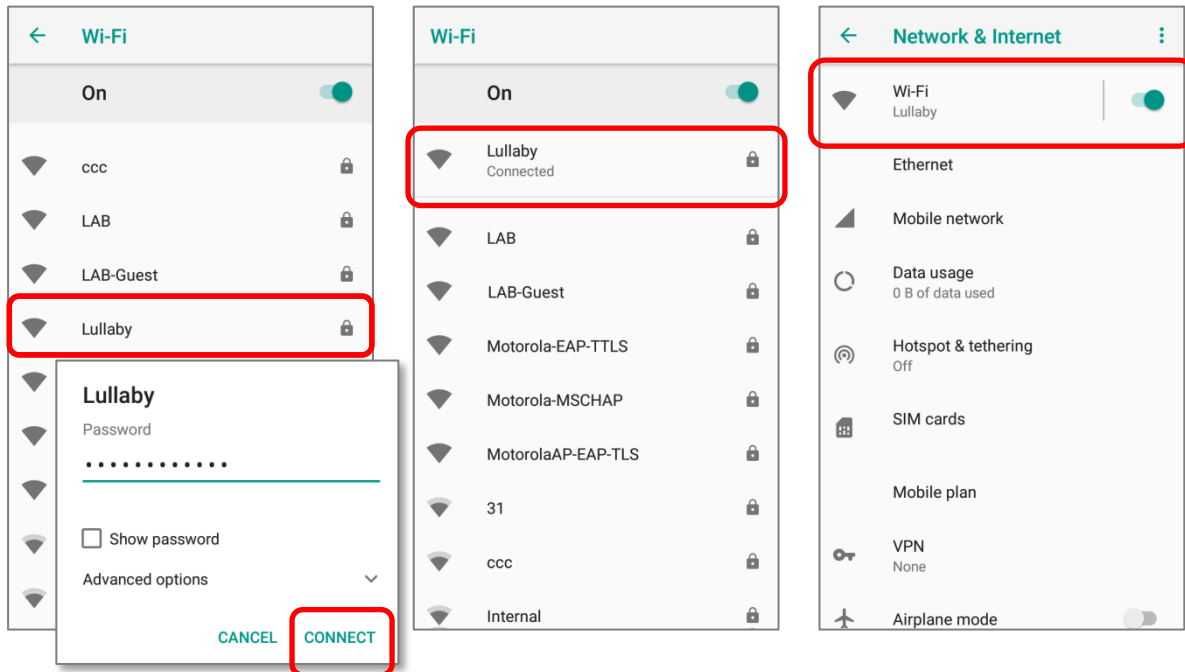 Wi-Fi
On
ccc
LAB
LAB-Guest
Lullaby
Lullaby
Password
••••••••••••
Show password
Advanced options
CANCEL CONNECT
Wi-Fi
On
Lullaby
Connected
LAB
LAB-Guest
Motorola-EAP-TTLS
Motorola-MSCHAP
MotorolaAP-EAP-TLS
31
ccc
Internal
Network & Internet
Wi-Fi
Lullaby
Ethernet
Mobile network
Data usage
0 B of data used
Hotspot & tethering
Off
SIM cards
Mobile plan
VPN
None
Airplane mode